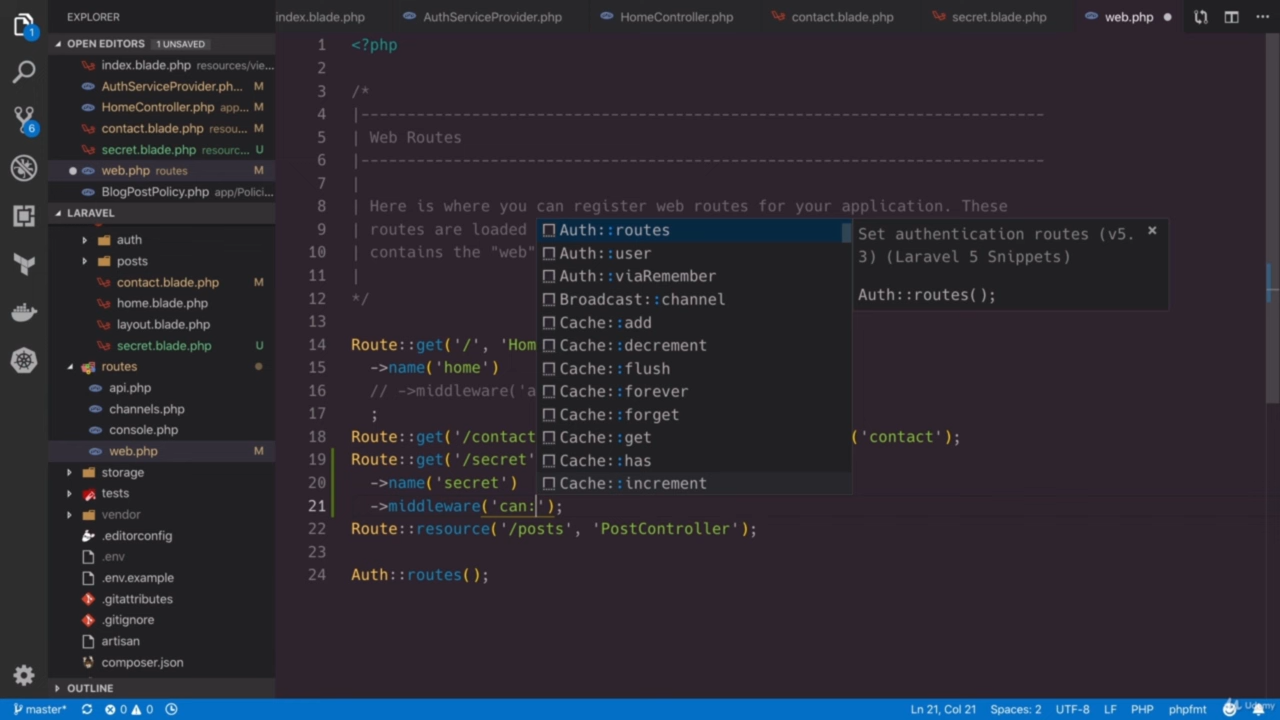 EXPLORER
index.blade.php
AuthServiceProvider.php
HomeController.php
contact.blade.php
secret.blade.php
web.php
1
OPEN EDITORS 1 UNSAVED
index.blade.php resources/vie...
AuthServiceProvider.ph... M
HomeController.php app... M
6
contact.blade.php resou... M
secret.blade.php resourc... U
web.php routes M
BlogPostPolicy.php app/Polici...
LARAVEL
auth
posts
contact.blade.php M
home.blade.php
layout.blade.php
secret.blade.php U
routes
api.php
channels.php
console.php
web.php M
storage
tests
vendor
.editorconfig
.env
.env.example
.gitattributes
.gitignore
artisan
composer.json
OUTLINE
1 <?php
2
3 /*
4 |--------------------------------------------------------------------------
5 | Web Routes
6 |--------------------------------------------------------------------------
7 |
8 | Here is where you can register web routes for your application. These
9 | routes are loaded
10 | contains the "web"
11 |
12 */
13
14 Route::get('/', 'Hom
15 ->name('home')
16 // ->middleware('a
17 ;
18 Route::get('/contact ('contact');
19 Route::get('/secret'
20 ->name('secret')
21 ->middleware('can:');
22 Route::resource('/posts', 'PostController');
23
24 Auth::routes();
Auth::routes
Auth::user
Auth::viaRemember
Broadcast::channel
Cache::add
Cache::decrement
Cache::flush
Cache::forever
Cache::forget
Cache::get
Cache::has
Cache::increment
Set authentication routes (v5.
3) (Laravel 5 Snippets)
Auth::routes();
master* 0 0 Ln 21, Col 21 Spaces: 2 UTF-8 LF PHP phpfmt
Udemy